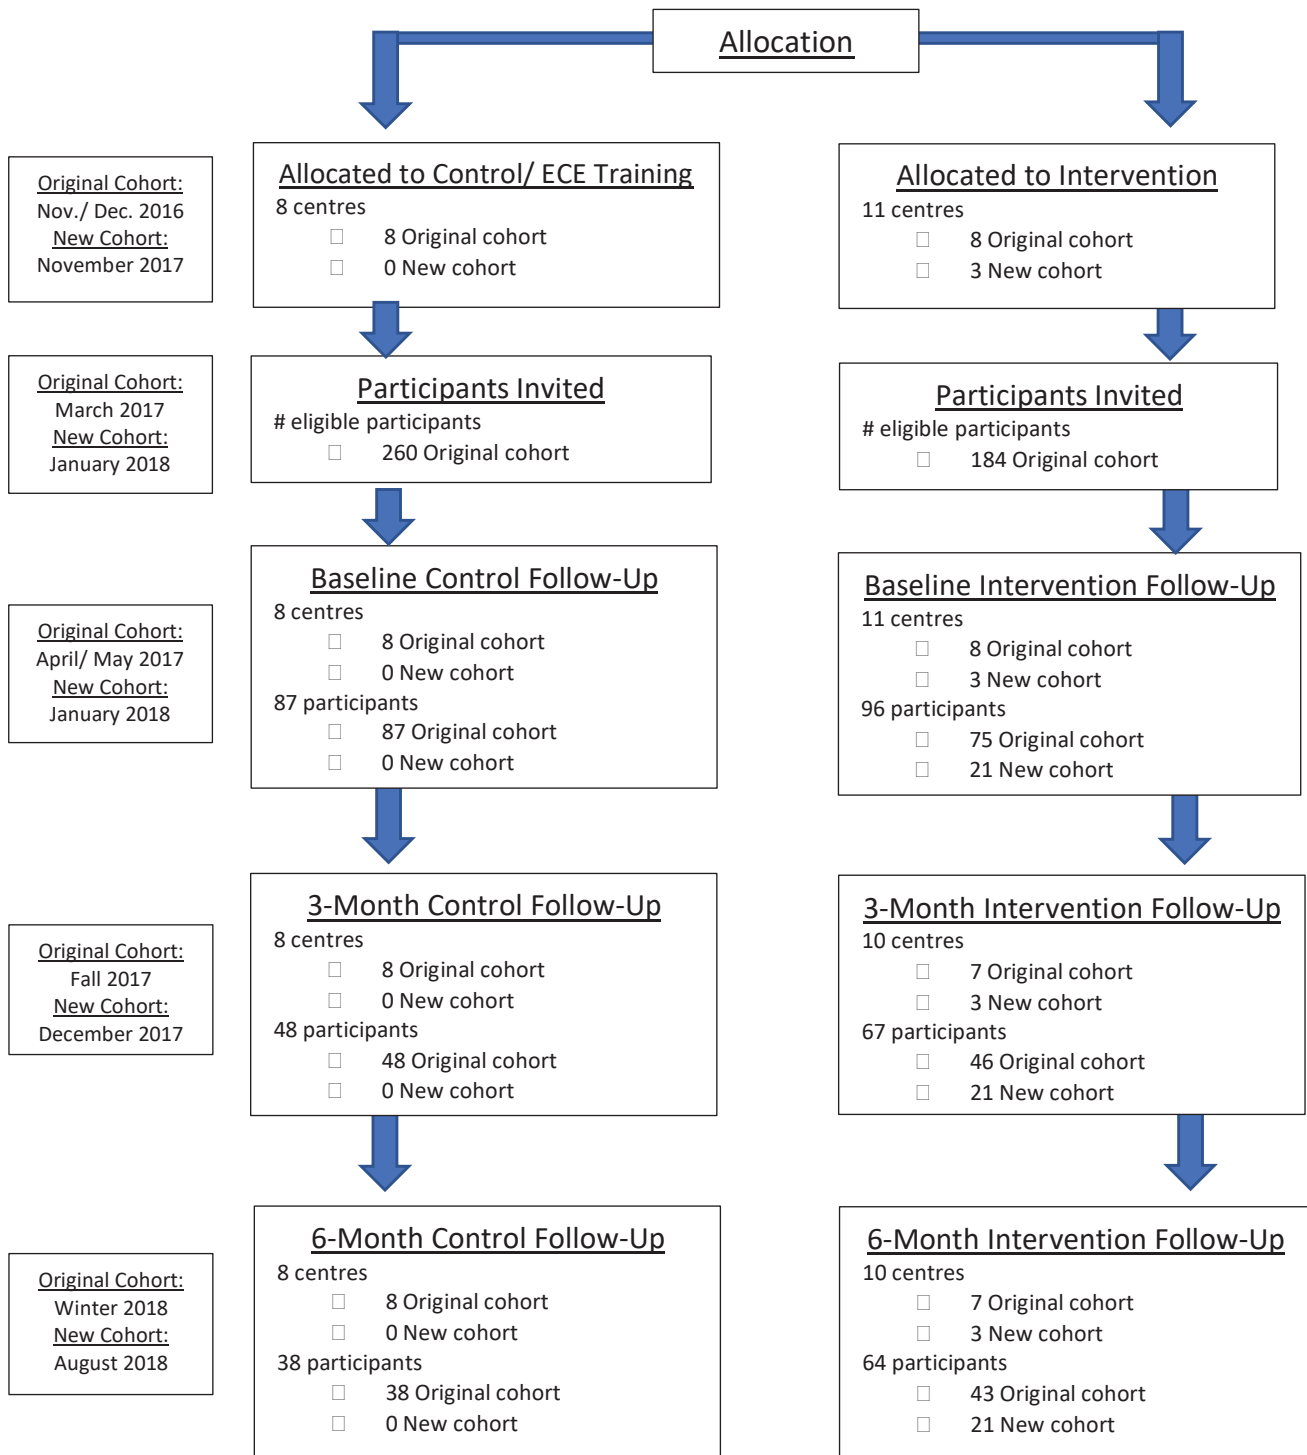 Allocation
Original Cohort:
Nov./ Dec. 2016
New Cohort:
November 2017
Allocated to Control/ ECE Training
8 centres
8 Original cohort
0 New cohort
Allocated to Intervention
11 centres
8 Original cohort
3 New cohort
Original Cohort:
March 2017
New Cohort:
January 2018
Participants Invited
# eligible participants
260 Original cohort
Participants Invited
# eligible participants
184 Original cohort
Original Cohort:
April/ May 2017
New Cohort:
January 2018
Baseline Control Follow-Up
8 centres
8 Original cohort
0 New cohort
87 participants
87 Original cohort
0 New cohort
Baseline Intervention Follow-Up
11 centres
8 Original cohort
3 New cohort
96 participants
75 Original cohort
21 New cohort
Original Cohort:
Fall 2017
New Cohort:
December 2017
3-Month Control Follow-Up
8 centres
8 Original cohort
0 New cohort
48 participants
48 Original cohort
0 New cohort
3-Month Intervention Follow-Up
10 centres
7 Original cohort
3 New cohort
67 participants
46 Original cohort
21 New cohort
Original Cohort:
Winter 2018
New Cohort:
August 2018
6-Month Control Follow-Up
8 centres
8 Original cohort
0 New cohort
38 participants
38 Original cohort
0 New cohort
6-Month Intervention Follow-Up
10 centres
7 Original cohort
3 New cohort
64 participants
43 Original cohort
21 New cohort